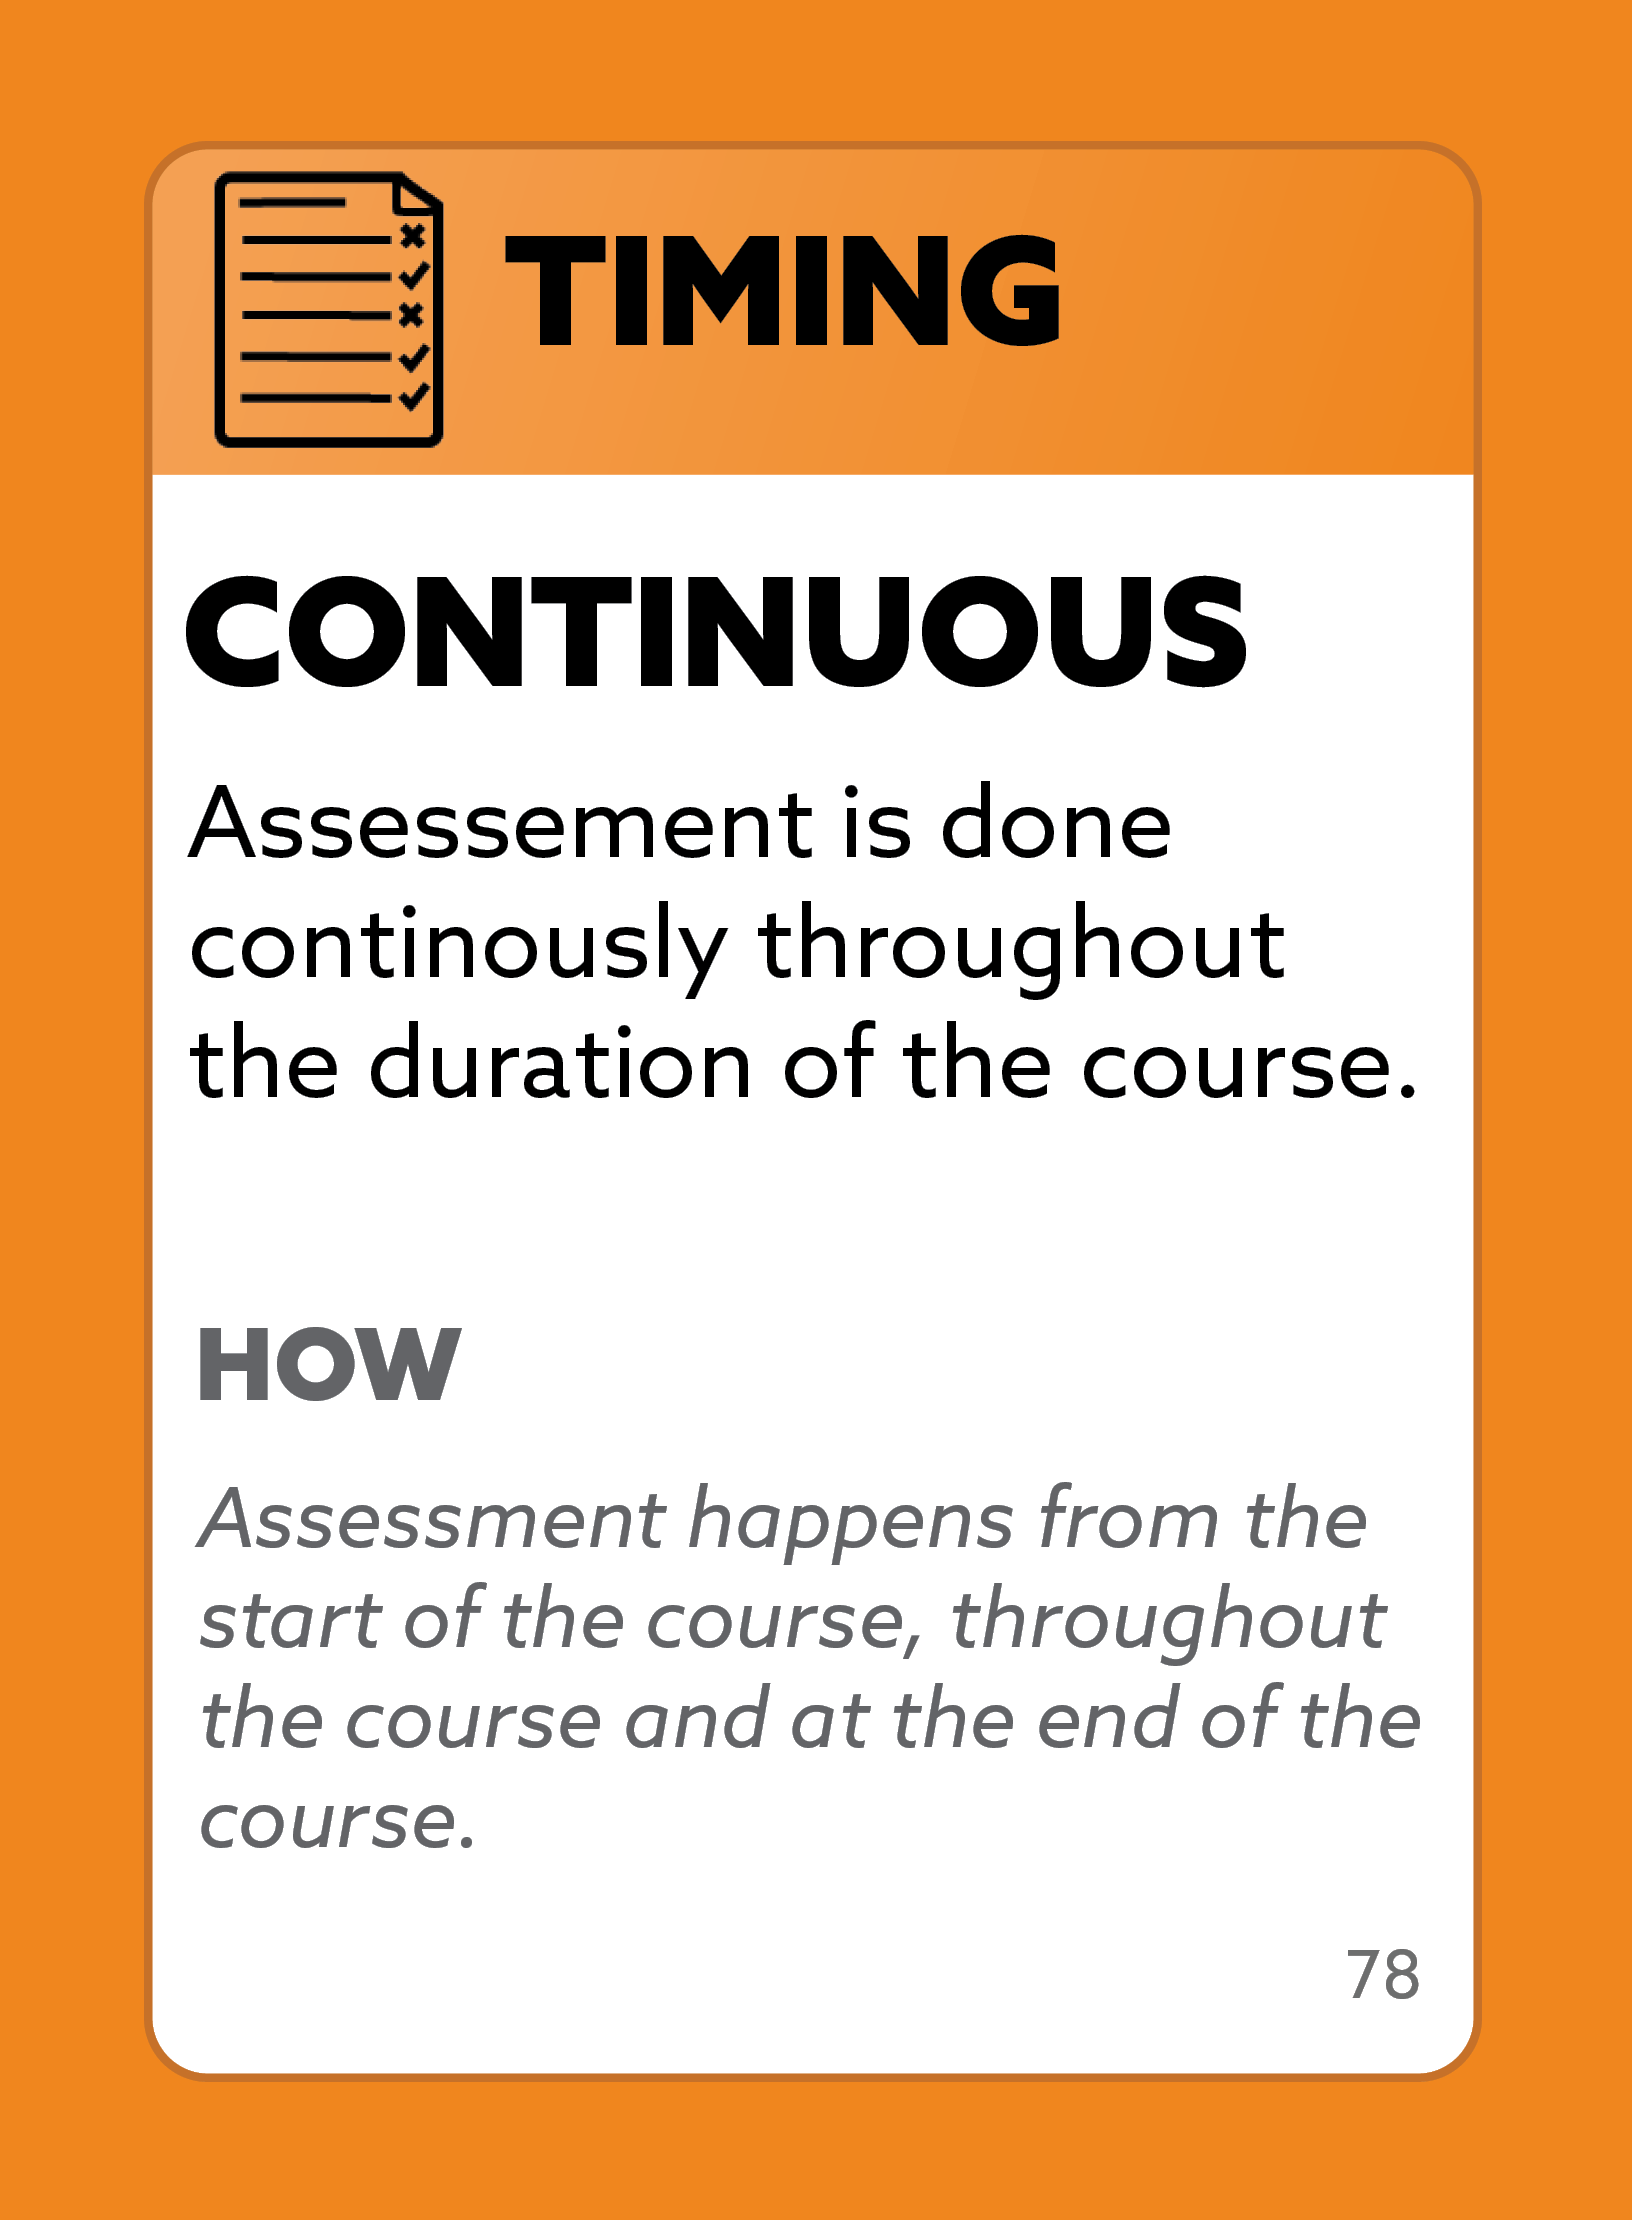 TIMING
CONTINUOUS
Assessement is done
continously throughout
the duration of the course.
HOW
Assessment happens from the
start of the course, throughout
the course and at the end of the
course.
78